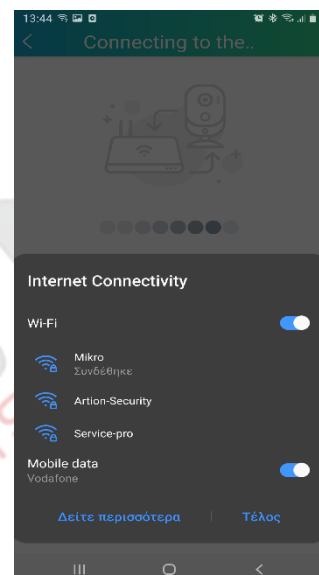 13:44
Connecting to the..
Internet Connectivity
Wi-Fi
Mikro
Συνδέθηκε
Artion-Security
Service-pro
Mobile data
Vodafone
Δείτε περισσότερα
Τέλος